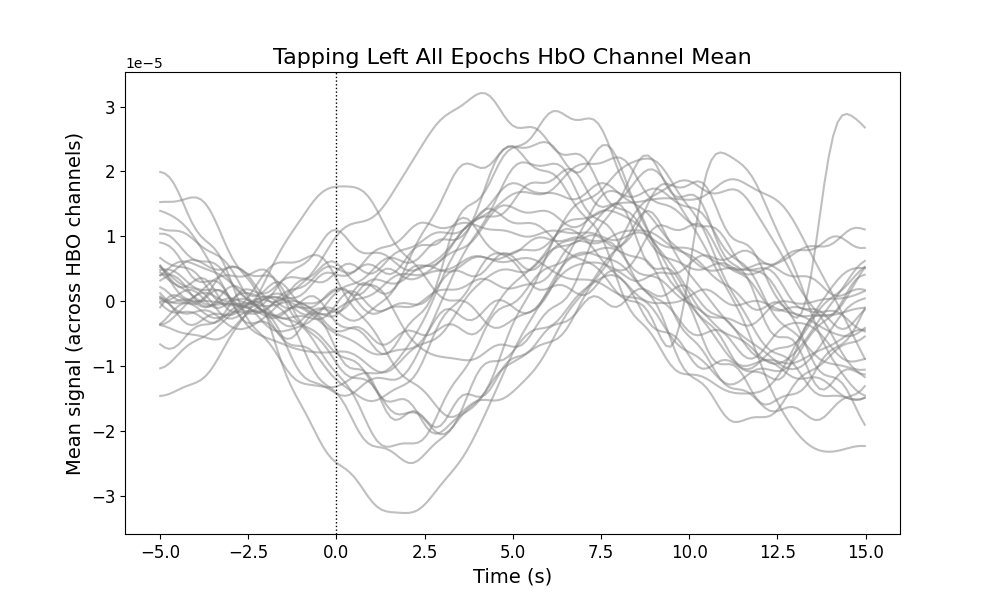 Tapping Left All Epochs HbO Channel Mean
1e−5
3
2
1
0
−1
−2
−3
Mean signal (across HBO channels)
−5.0 −2.5 0.0 2.5 5.0 7.5 10.0 12.5 15.0
Time (s)